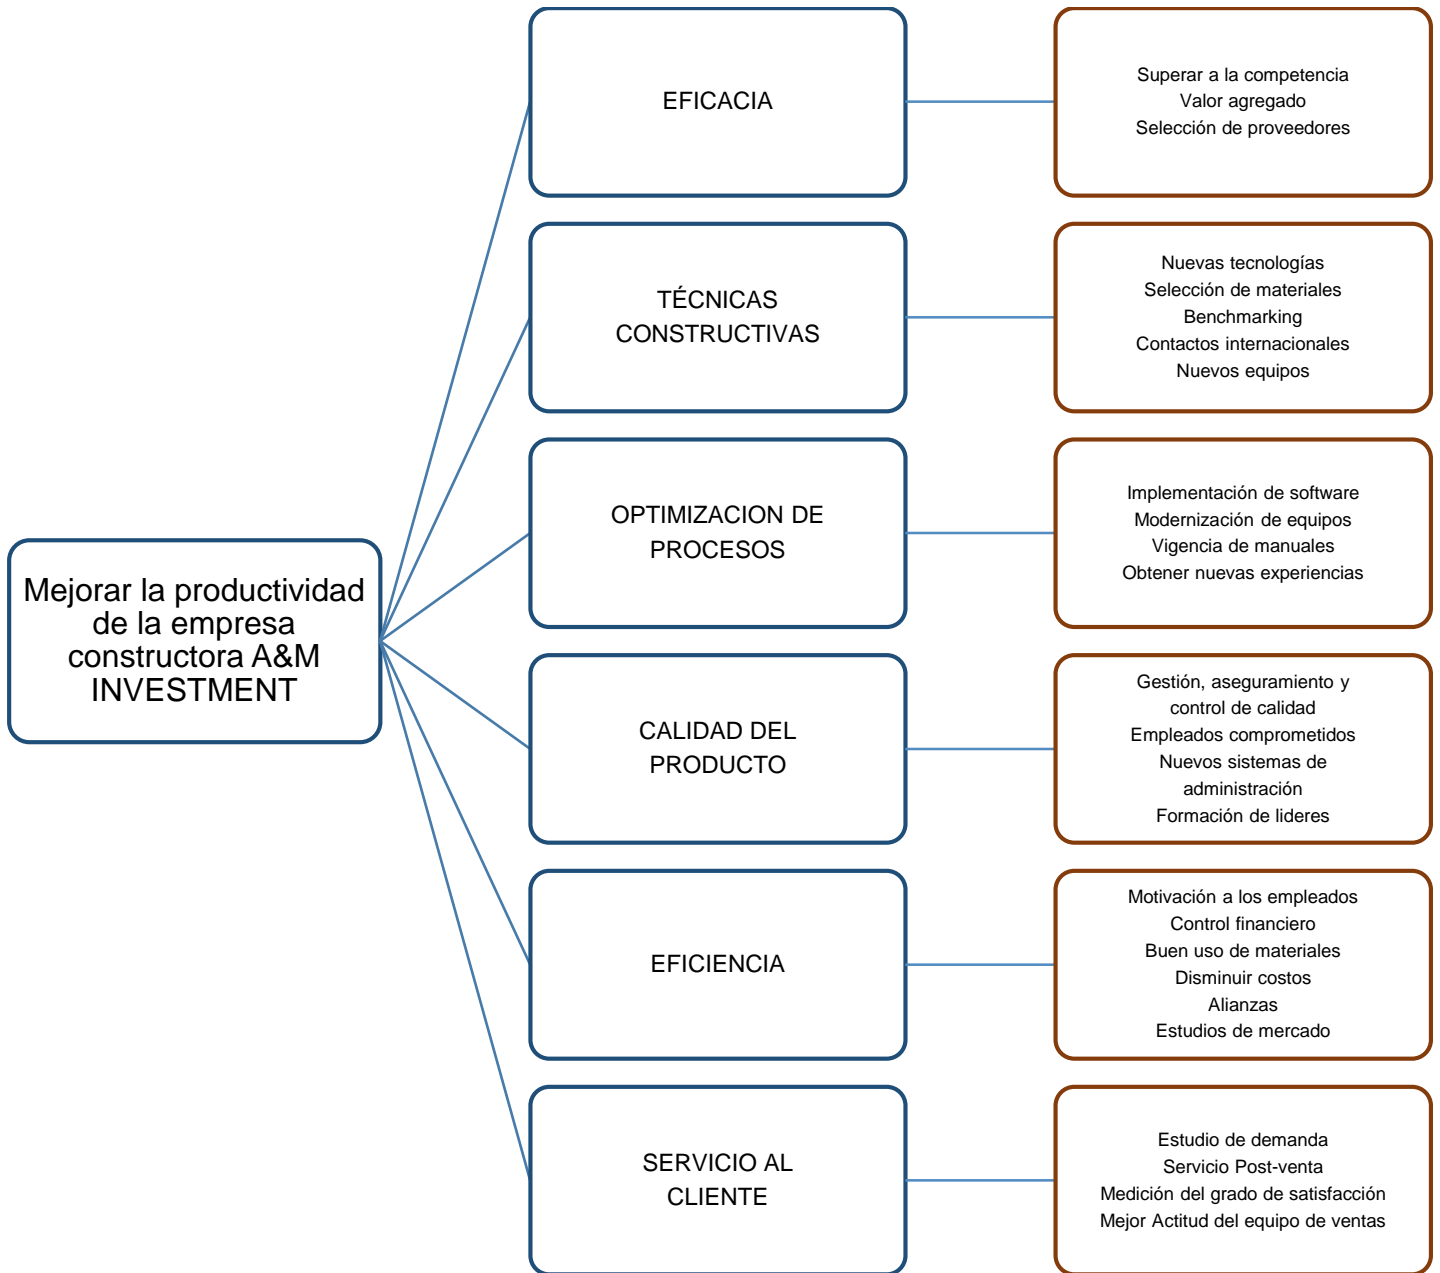 Mejorar la productividad
de la empresa
constructora A&M
INVESTMENT
EFICACIA
Superar a la competencia
Valor agregado
Selección de proveedores
TÉCNICAS
CONSTRUCTIVAS
Nuevas tecnologías
Selección de materiales
Benchmarking
Contactos internacionales
Nuevos equipos
OPTIMIZACION DE
PROCESOS
Implementación de software
Modernización de equipos
Vigencia de manuales
Obtener nuevas experiencias
CALIDAD DEL
PRODUCTO
Gestión, aseguramiento y
control de calidad
Empleados comprometidos
Nuevos sistemas de
administración
Formación de lideres
EFICIENCIA
Motivación a los empleados
Control financiero
Buen uso de materiales
Disminuir costos
Alianzas
Estudios de mercado
SERVICIO AL
CLIENTE
Estudio de demanda
Servicio Post-venta
Medición del grado de satisfacción
Mejor Actitud del equipo de ventas